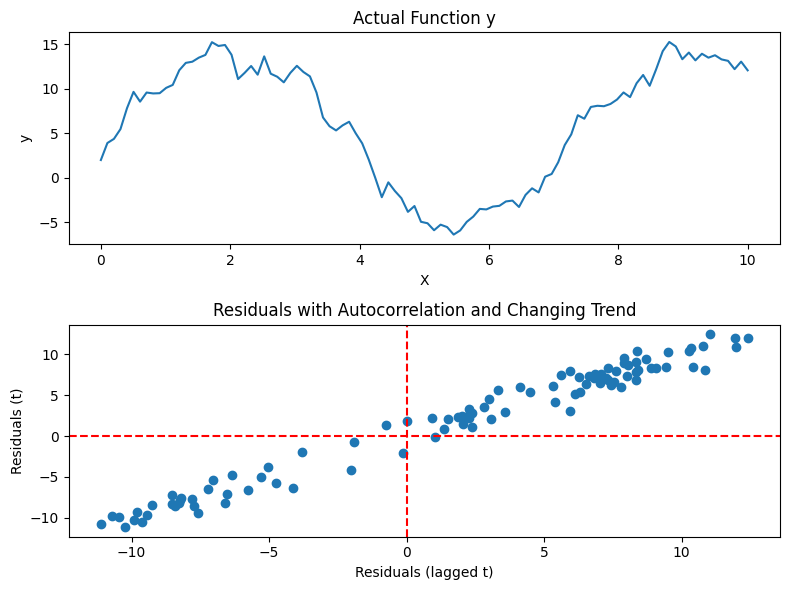 Actual Function y
15
10
5
0
−5
y
0 2 4 6 8 10
X
Residuals with Autocorrelation and Changing Trend
10
5
0
−5
−10
Residuals (t)
−10 −5 0 5 10
Residuals (lagged t)